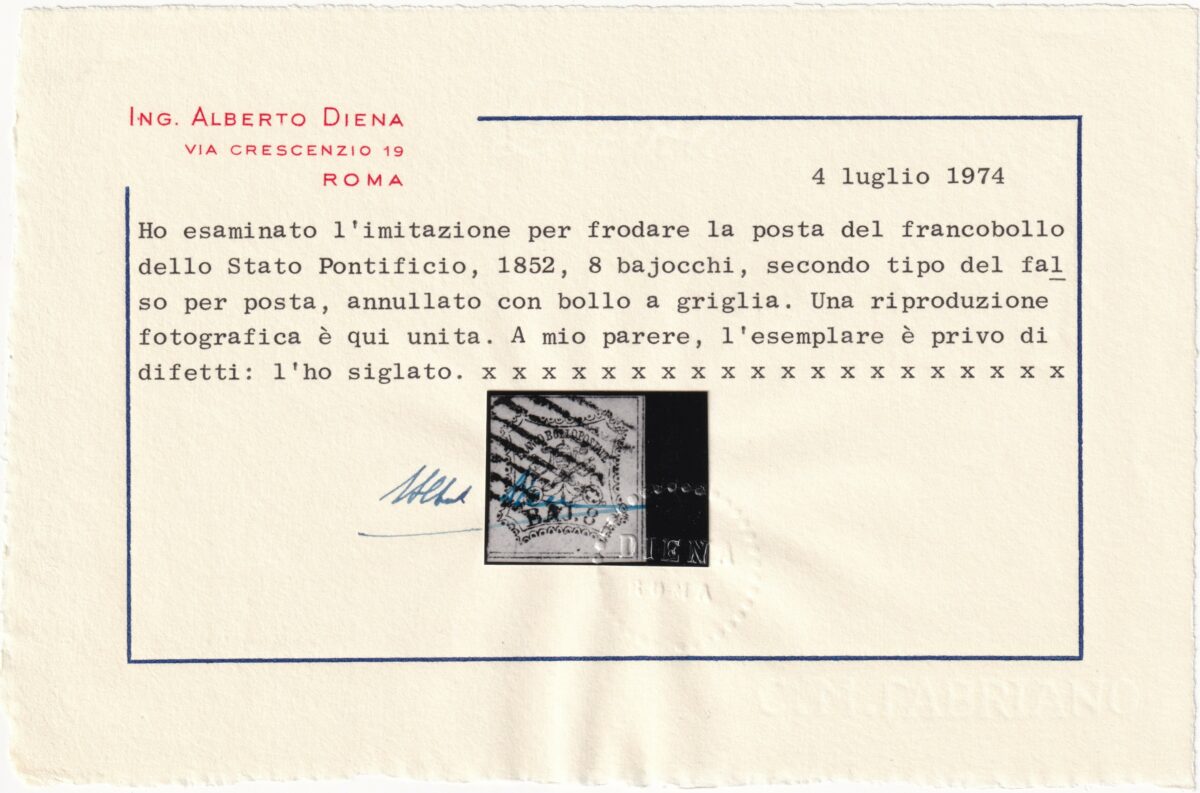 ING. ALBERTO DIENA
VIA CRESCENZIO 19
ROMA
4 luglio 1974
Ho esaminato l'imitazione per frodare la posta del francobollo
dello Stato Pontificio, 1852, 8 bajocchi, secondo tipo del fal
so per posta, annullato con bollo a griglia. Una riproduzione
fotografica è qui unita. A mio parere, l'esemplare è privo di
difetti: l'ho siglato. x x x x x x x x x x x x x x x x x x x x
BAJ. 8
DIENA
ROMA
C.M.FABRIANO